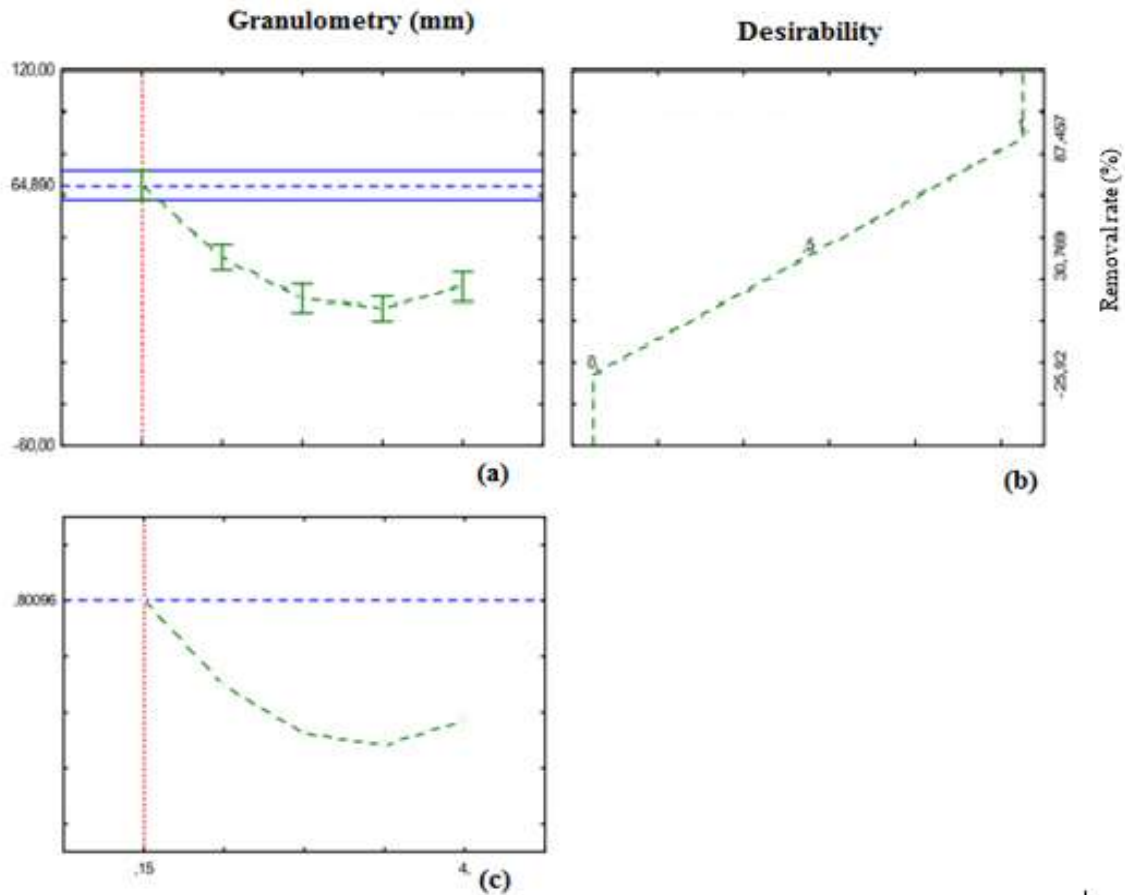 Granulometry (mm)
Desirability
120,00
64,890
-60,00
(a)
87,457
30,769
-25,92
Removal rate (%)
0,
,5
(b)
,80096
,15
4,
(c)